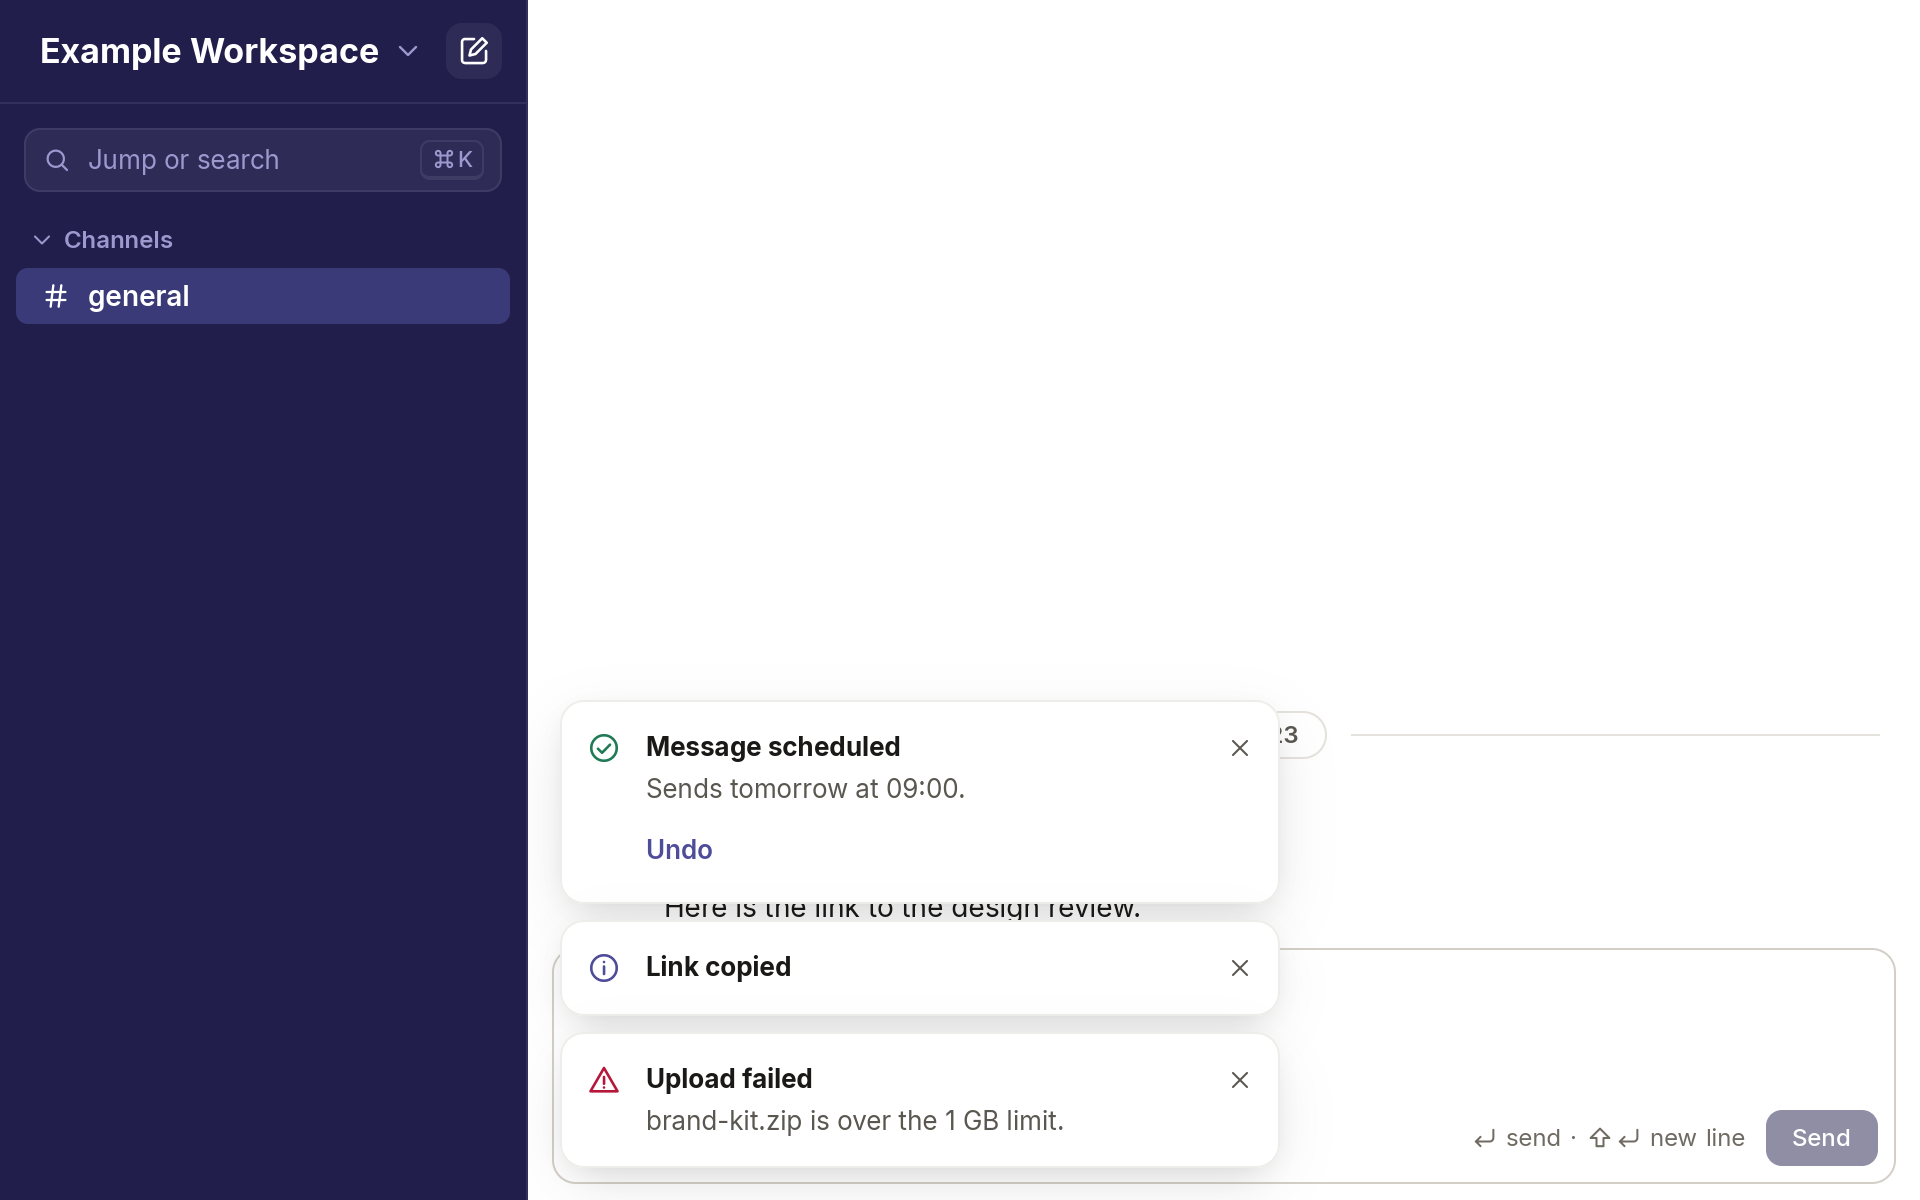 Example Workspace
Jump or search ⌘K
Channels
# general
23
Message scheduled
Sends tomorrow at 09:00.
Undo
Here is the link to the design review.
Link copied
Upload failed
brand-kit.zip is over the 1 GB limit.
send · new line
Send